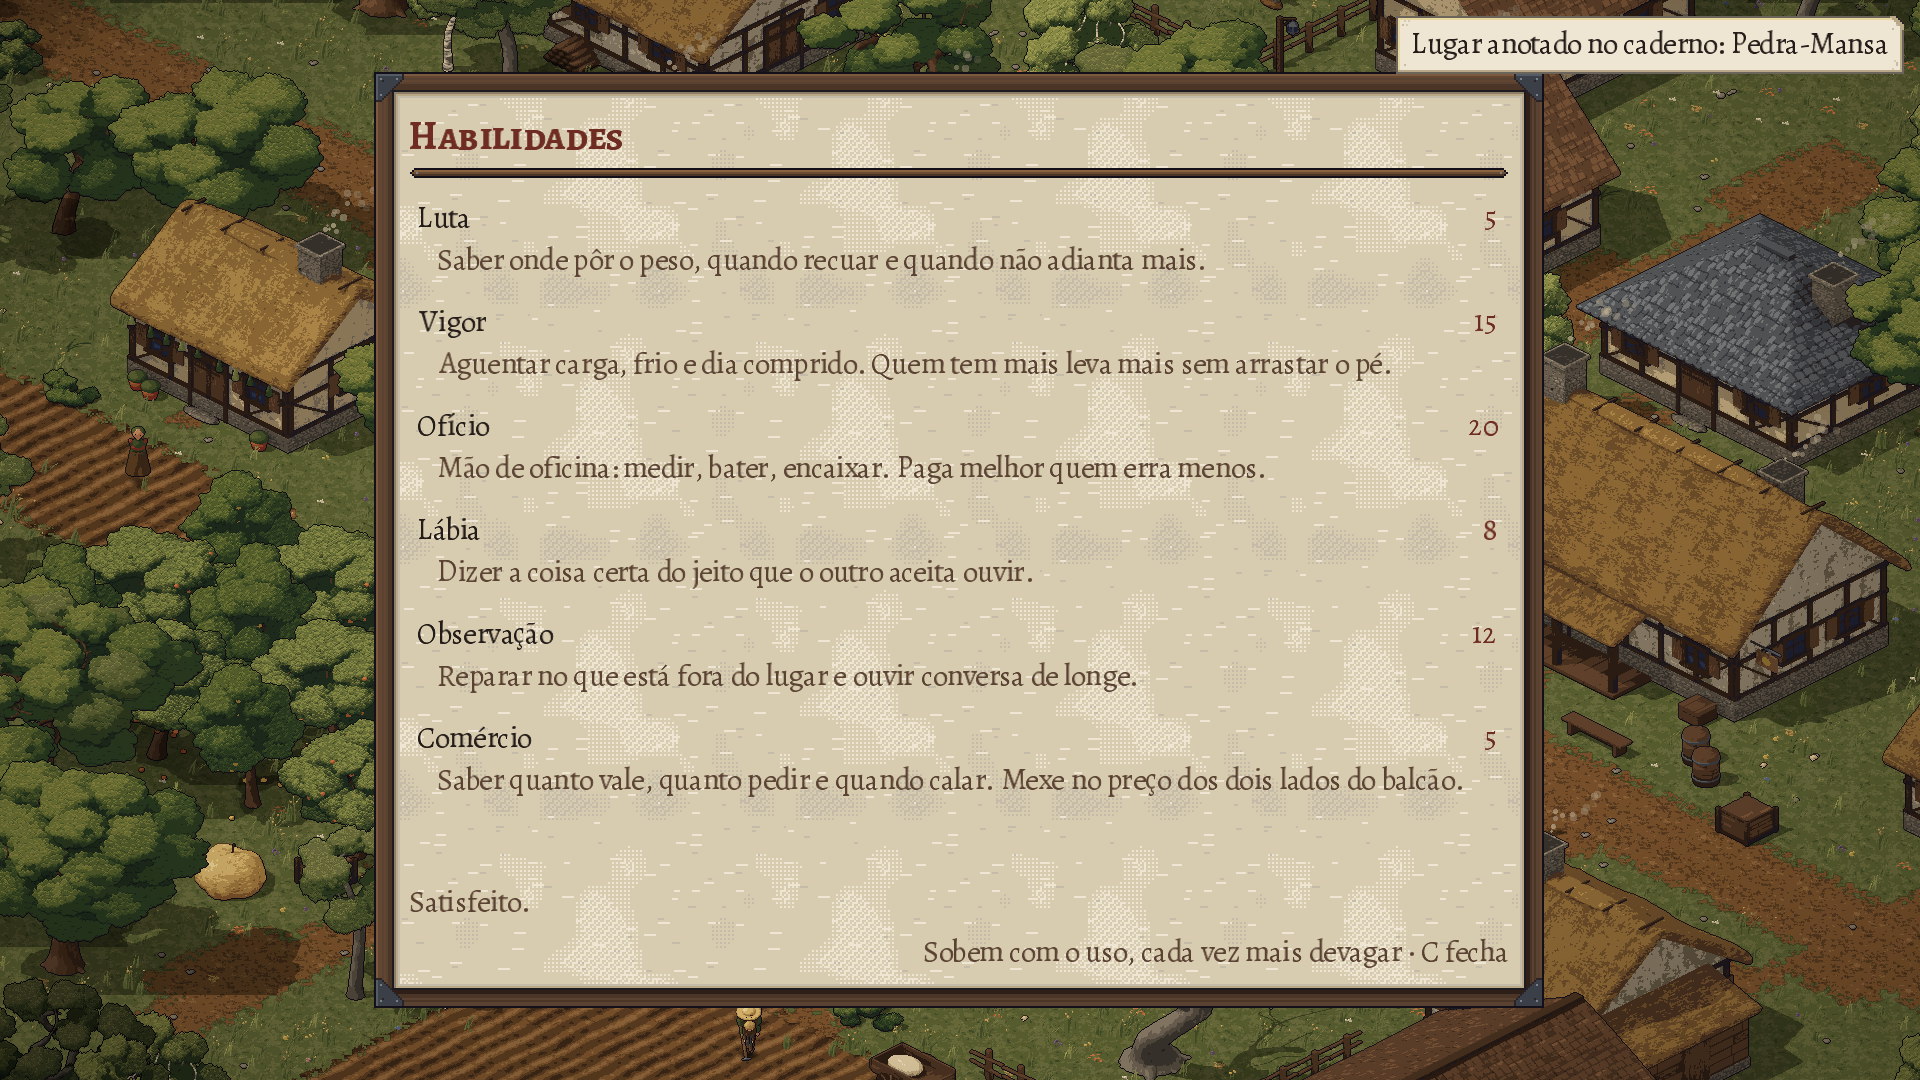 Lugar anotado no caderno: Pedra-Mansa
Habilidades
Luta 5
Saber onde pôr o peso, quando recuar e quando não adianta mais.
Vigor 15
Aguentar carga, frio e dia comprido. Quem tem mais leva mais sem arrastar o pé.
Ofício 20
Mão de oficina: medir, bater, encaixar. Paga melhor quem erra menos.
Lábia 8
Dizer a coisa certa do jeito que o outro aceita ouvir.
Observação 12
Reparar no que está fora do lugar e ouvir conversa de longe.
Comércio 5
Saber quanto vale, quanto pedir e quando calar. Mexe no preço dos dois lados do balcão.
Satisfeito.
Sobem com o uso, cada vez mais devagar · C fecha